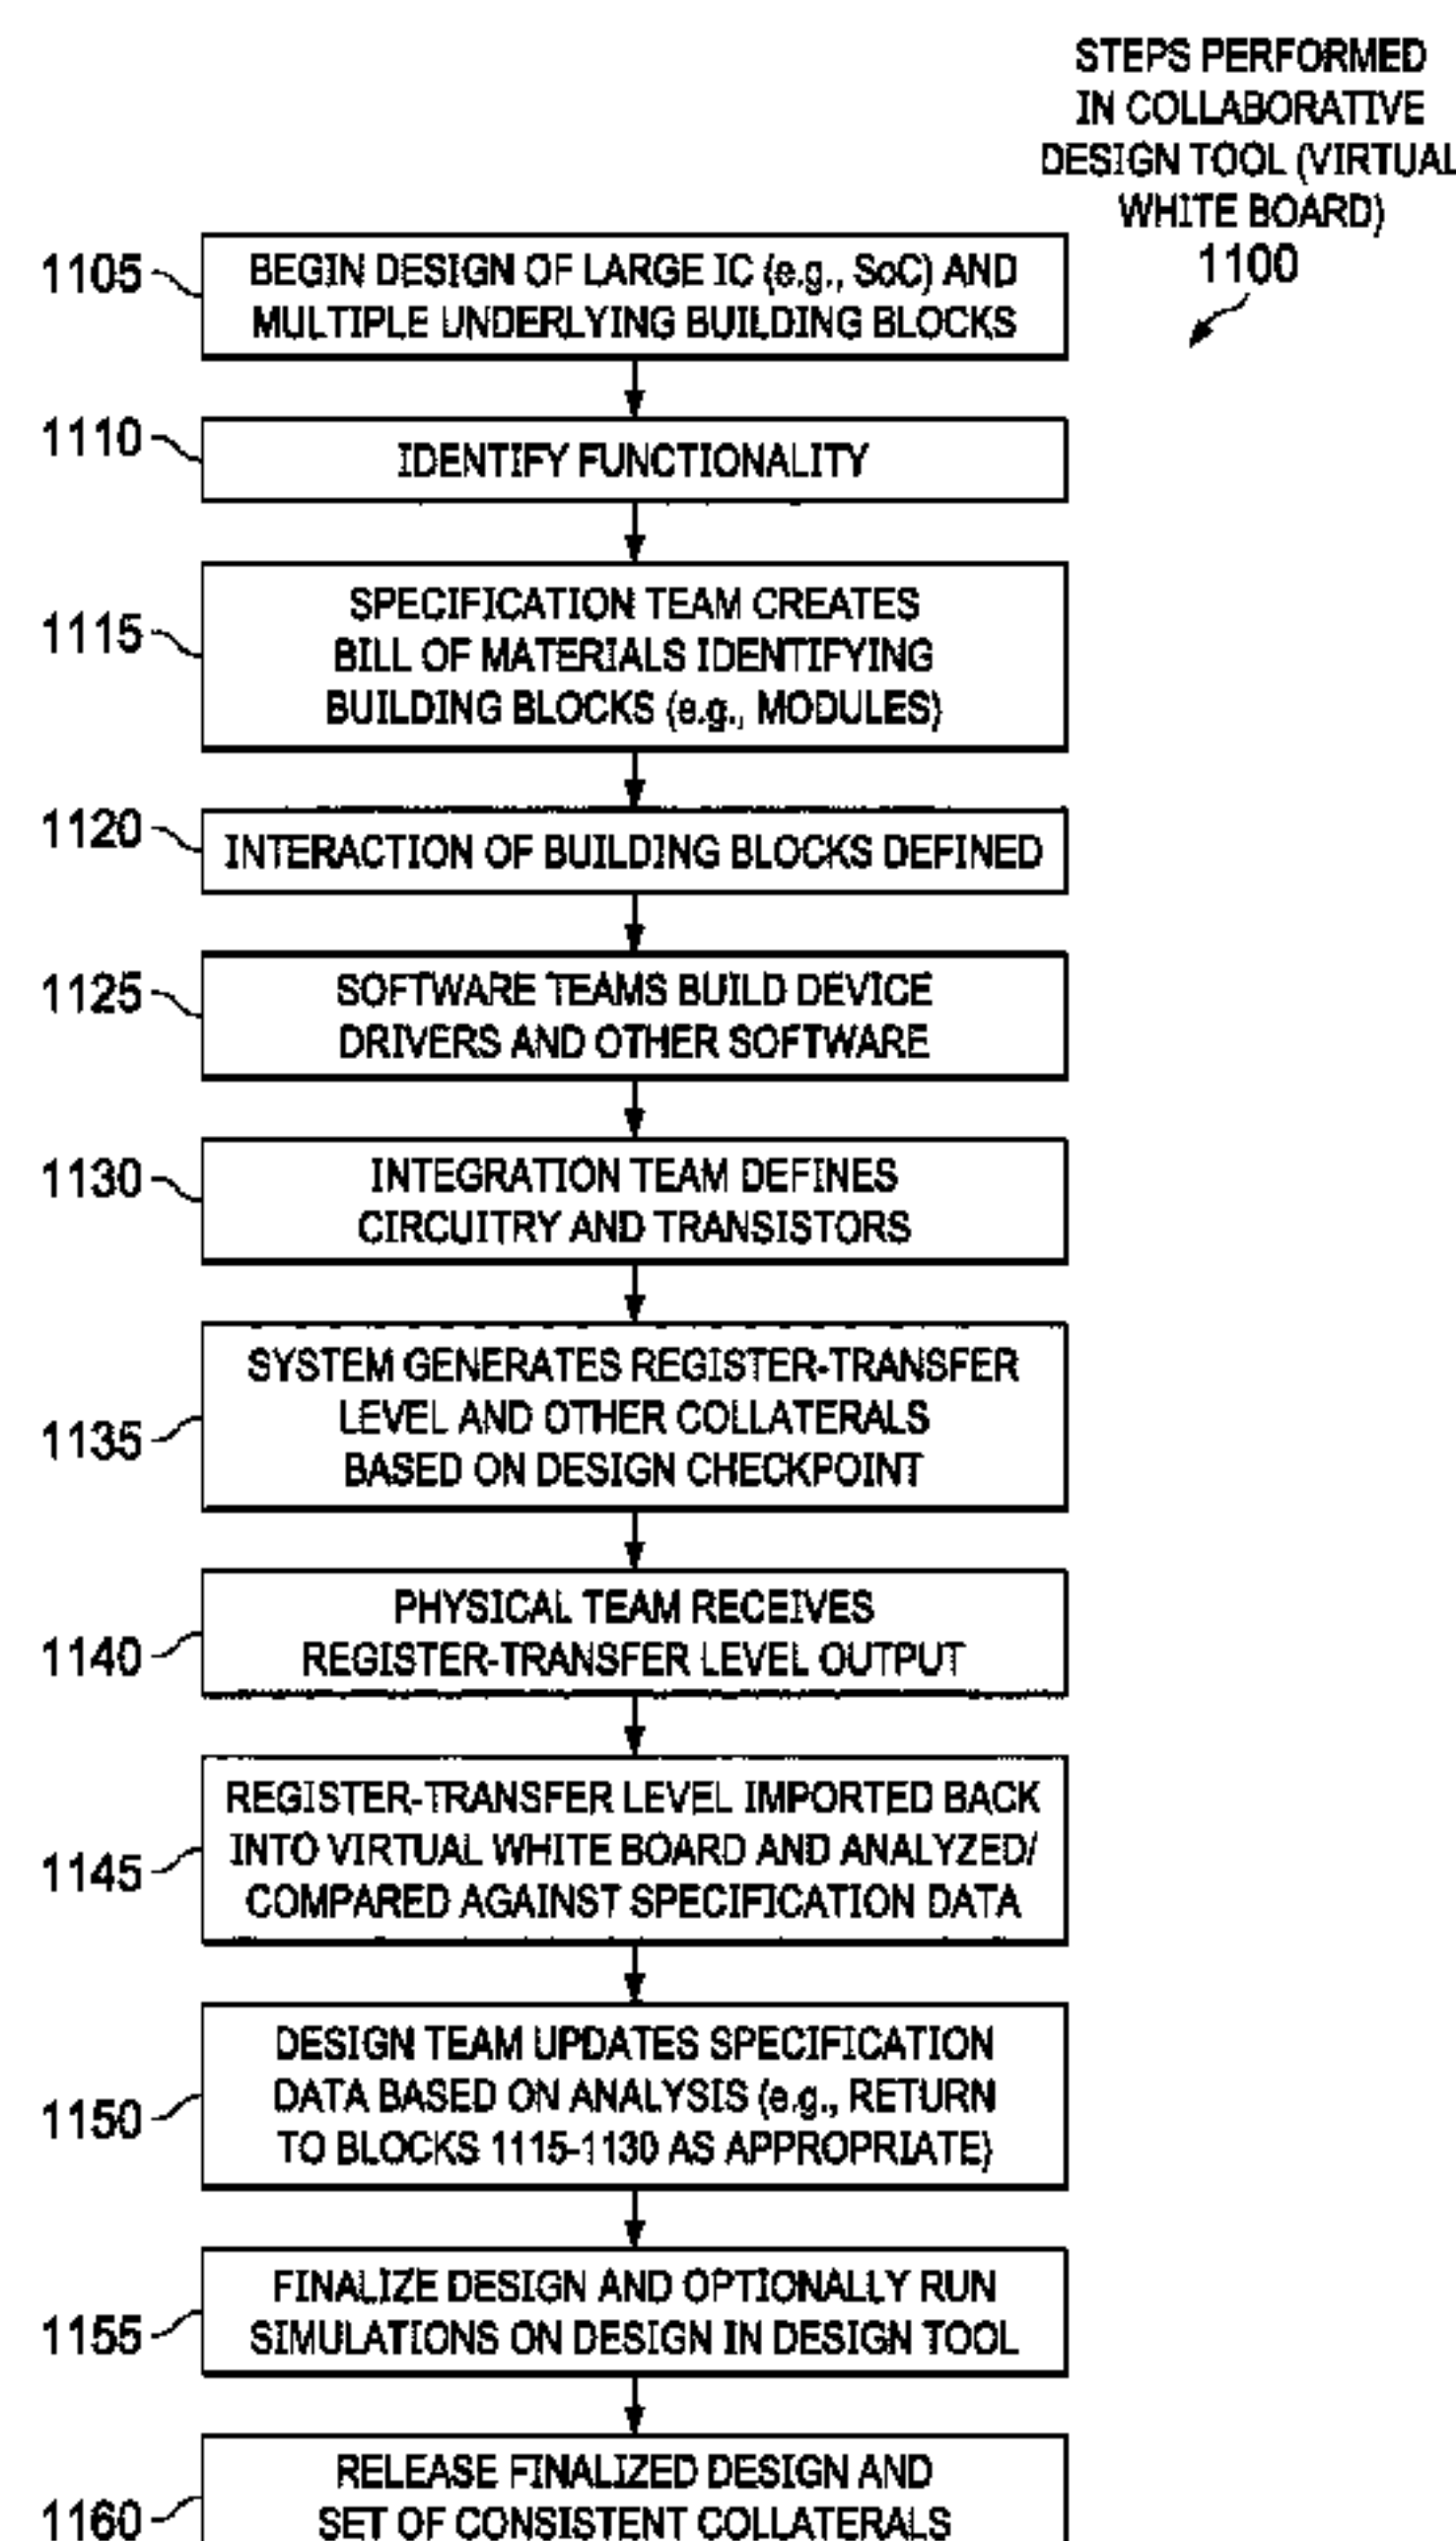 STEPS PERFORMED
IN COLLABORATIVE
DESIGN TOOL (VIRTUAL
WHITE BOARD)
1100
1105
BEGIN DESIGN OF LARGE IC (e.g., SoC) AND
MULTIPLE UNDERLYING BUILDING BLOCKS
1110
IDENTIFY FUNCTIONALITY
1115
SPECIFICATION TEAM CREATES
BILL OF MATERIALS IDENTIFYING
BUILDING BLOCKS (e.g., MODULES)
1120
INTERACTION OF BUILDING BLOCKS DEFINED
1125
SOFTWARE TEAMS BUILD DEVICE
DRIVERS AND OTHER SOFTWARE
1130
INTEGRATION TEAM DEFINES
CIRCUITRY AND TRANSISTORS
1135
SYSTEM GENERATES REGISTER-TRANSFER
LEVEL AND OTHER COLLATERALS
BASED ON DESIGN CHECKPOINT
1140
PHYSICAL TEAM RECEIVES
REGISTER-TRANSFER LEVEL OUTPUT
1145
REGISTER-TRANSFER LEVEL IMPORTED BACK
INTO VIRTUAL WHITE BOARD AND ANALYZED/
COMPARED AGAINST SPECIFICATION DATA
1150
DESIGN TEAM UPDATES SPECIFICATION
DATA BASED ON ANALYSIS (e.g., RETURN
TO BLOCKS 1115-1130 AS APPROPRIATE)
1155
FINALIZE DESIGN AND OPTIONALLY RUN
SIMULATIONS ON DESIGN IN DESIGN TOOL
1160
RELEASE FINALIZED DESIGN AND
SET OF CONSISTENT COLLATERALS